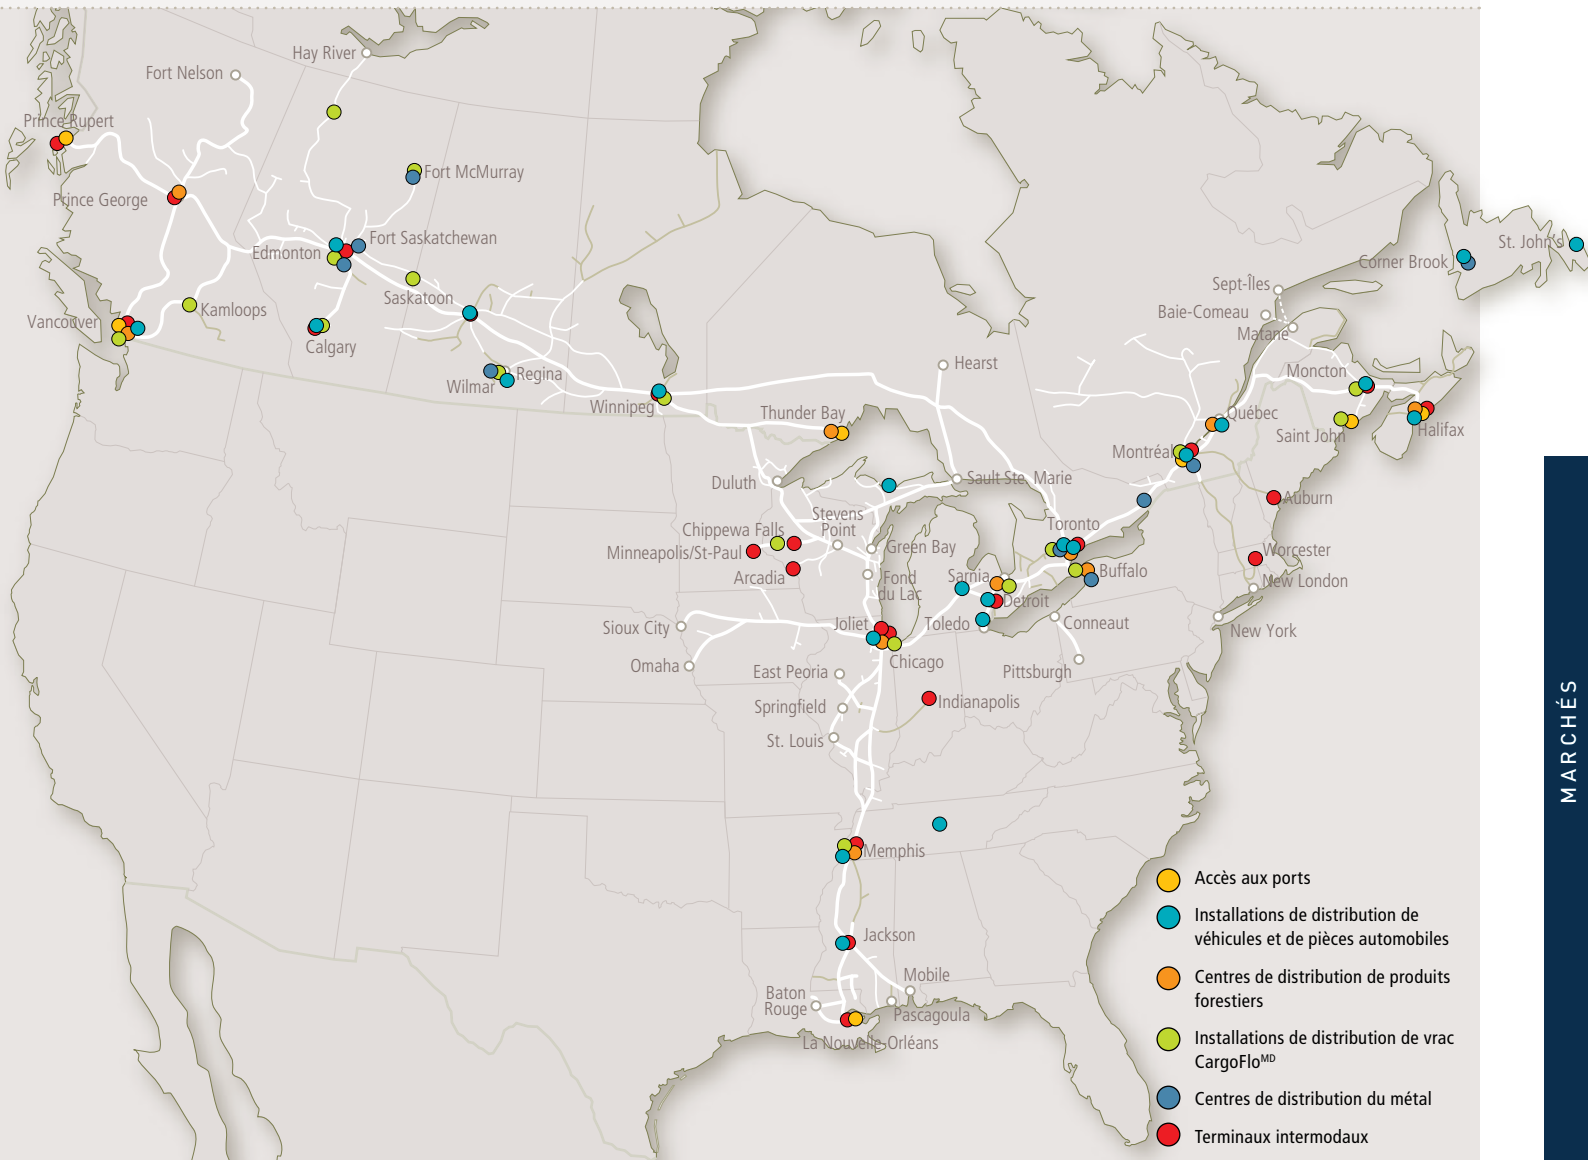 Hay River
Fort Nelson
Prince Rupert
Fort McMurray
Prince George
Fort Saskatchewan
Edmonton
St. John's
Corner Brook
Sept-Îles
Saskatoon
Kamloops
Baie-Comeau
Vancouver
Matane
Calgary
Hearst
Moncton
Regina
Wilmar
Winnipeg
Thunder Bay
Québec
Saint John
Halifax
Montréal
Duluth
Sault Ste. Marie
Auburn
Stevens
Point
Toronto
Chippewa Falls
Minneapolis/St-Paul
Green Bay
Worcester
Arcadia
Fond
du Lac
Sarnia
Buffalo
New London
Detroit
Sioux City
Joliet
Toledo
Conneaut
New York
Omaha
Chicago
East Peoria
Pittsburgh
Springfield
Indianapolis
St. Louis
MARCHÉS
Memphis
Jackson
Mobile
Baton
Rouge
Pascagoula
La Nouvelle-Orléans
Accès aux ports
Installations de distribution de
véhicules et de pièces automobiles
Centres de distribution de produits
forestiers
Installations de distribution de vrac
CargoFloMD
Centres de distribution du métal
Terminaux intermodaux